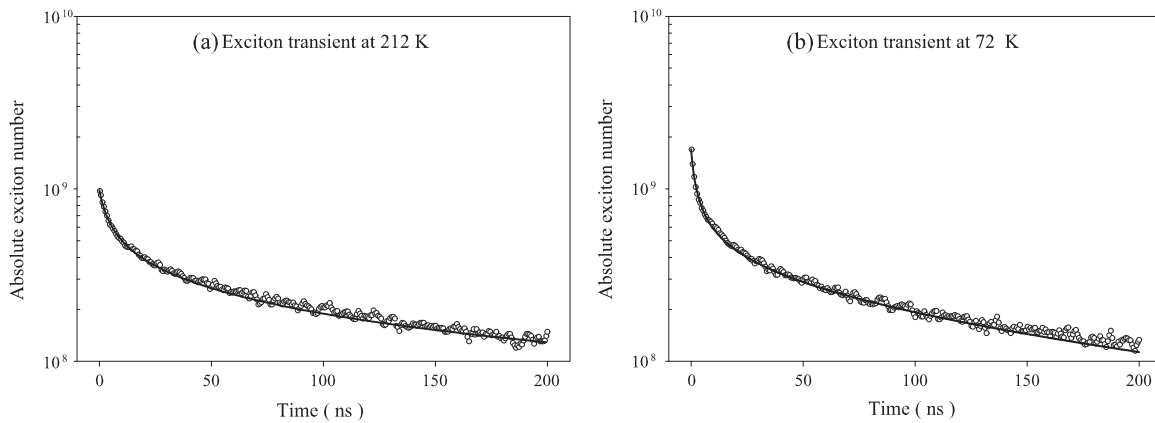 (a) Exciton transient at 212 K
10^10
10^9
10^8
Absolute exciton number
0 50 100 150 200
Time ( ns )
(b) Exciton transient at 72 K
10^10
10^9
10^8
Absolute exciton number
0 50 100 150 200
Time ( ns )